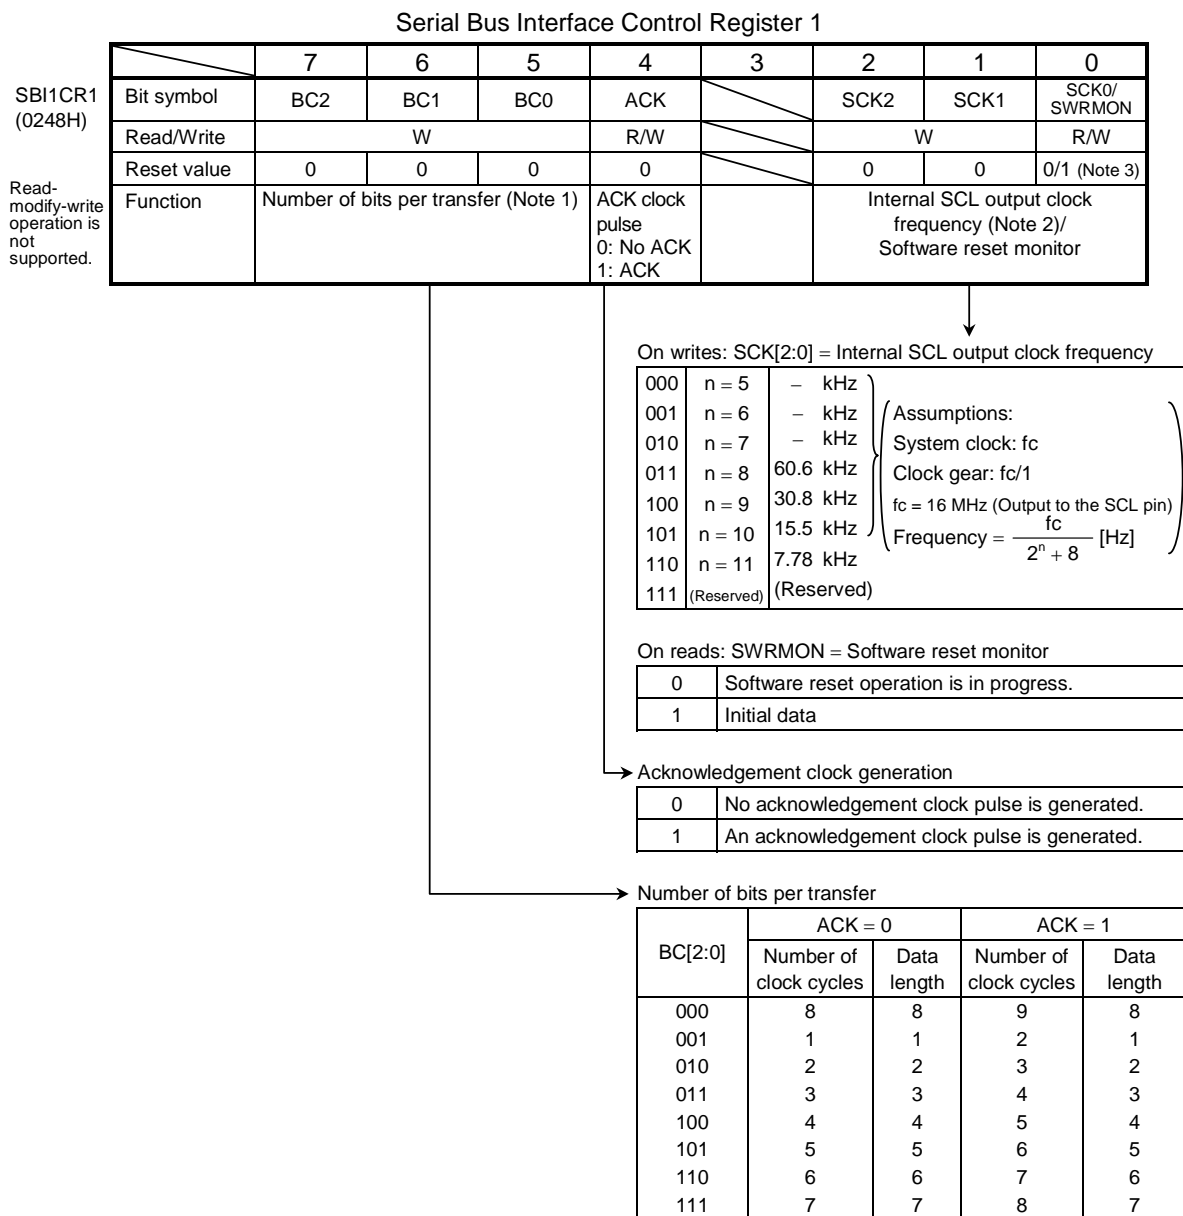 Serial Bus Interface Control Register 1
7 6 5 4 3 2 1 0
SBI1CR1
(0248H)
Bit symbol BC2 BC1 BC0 ACK SCK2 SCK1 SCK0/
SWRMON
Read/Write W R/W W R/W
Reset value 0 0 0 0 0 0 0/1 (Note 3)
Read-
modify-write
operation is
not
supported.
Function Number of bits per transfer (Note 1) ACK clock
pulse
0: No ACK
1: ACK
Internal SCL output clock
frequency (Note 2)/
Software reset monitor
On writes: SCK[2:0] = Internal SCL output clock frequency
000 n = 5 – kHz
001 n = 6 – kHz
010 n = 7 – kHz
011 n = 8 60.6 kHz
100 n = 9 30.8 kHz
101 n = 10 15.5 kHz
110 n = 11 7.78 kHz
111 (Reserved) (Reserved)
Assumptions:
System clock: fc
Clock gear: fc/1
fc = 16 MHz (Output to the SCL pin)
Frequency = fc / 2^n + 8 [Hz]
On reads: SWRMON = Software reset monitor
0 Software reset operation is in progress.
1 Initial data
Acknowledgement clock generation
0 No acknowledgement clock pulse is generated.
1 An acknowledgement clock pulse is generated.
Number of bits per transfer
BC[2:0] ACK = 0 ACK = 1
Number of Data Number of Data
clock cycles length clock cycles length
000 8 8 9 8
001 1 1 2 1
010 2 2 3 2
011 3 3 4 3
100 4 4 5 4
101 5 5 6 5
110 6 6 7 6
111 7 7 8 7